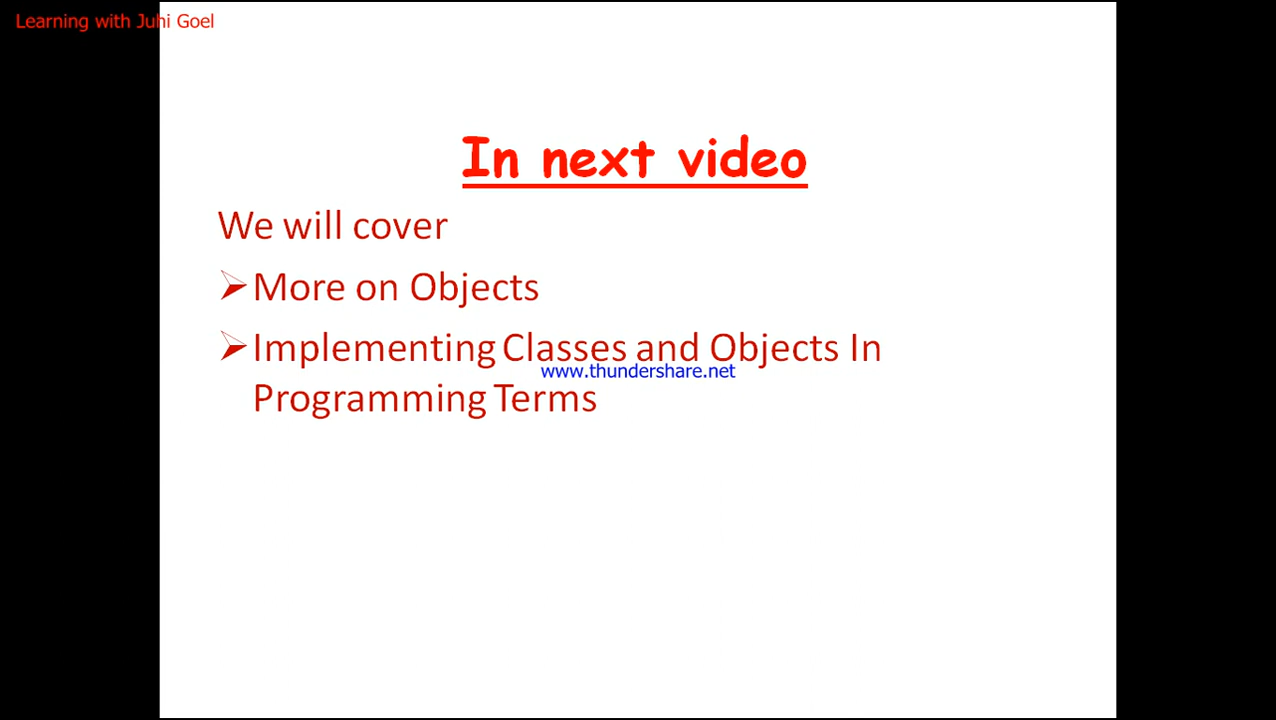 Learning with Juhi Goel
In next video
We will cover
More on Objects
Implementing Classes and Objects In
www.thundershare.net
Programming Terms